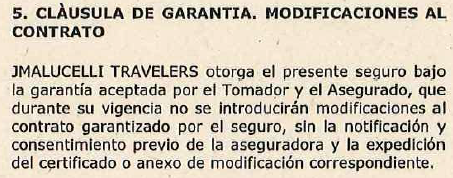 5. CLÀUSULA DE GARANTIA. MODIFICACIONES AL
CONTRATO
JMALUCELLI TRAVELERS otorga el presente seguro bajo
la garantía aceptada por el Tomador y el Asegurado, que
durante su vigencia no se introducirán modificaciones al
contrato garantizado por el seguro, sin la notificación y
consentimiento previo de la aseguradora y la expedición
del certificado o anexo de modificación correspondiente.